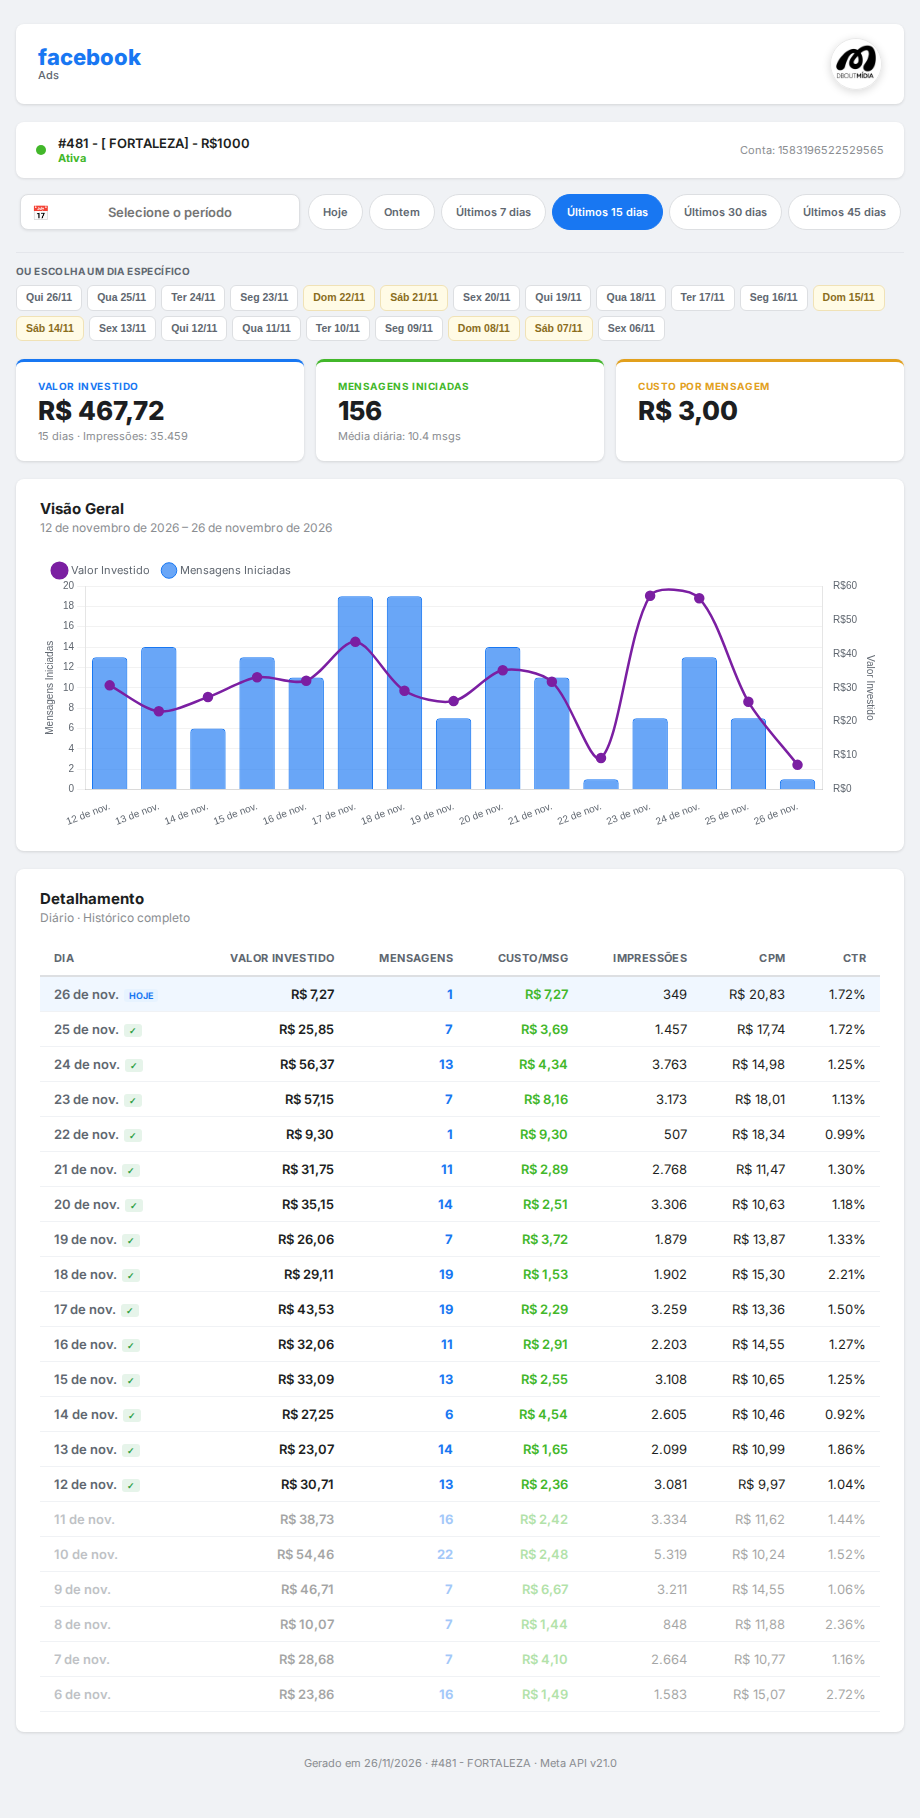 facebook
Ads
DBOUTMÍDIA
#481 - [ FORTALEZA] - R$1000
Ativa
Conta: 1583196522529565
Selecione o período
Hoje
Ontem
Últimos 7 dias
Últimos 15 dias
Últimos 30 dias
Últimos 45 dias
OU ESCOLHA UM DIA ESPECÍFICO
Qui 26/11 Qua 25/11 Ter 24/11 Seg 23/11 Dom 22/11 Sáb 21/11 Sex 20/11 Qui 19/11 Qua 18/11 Ter 17/11 Seg 16/11 Dom 15/11
Sáb 14/11 Sex 13/11 Qui 12/11 Qua 11/11 Ter 10/11 Seg 09/11 Dom 08/11 Sáb 07/11 Sex 06/11
VALOR INVESTIDO
R$ 467,72
15 dias · Impressões: 35.459
MENSAGENS INICIADAS
156
Média diária: 10.4 msgs
CUSTO POR MENSAGEM
R$ 3,00
Visão Geral
12 de novembro de 2026 – 26 de novembro de 2026
Valor Investido
Mensagens Iniciadas
Mensagens Iniciadas
20
18
16
14
12
10
8
6
4
2
0
R$60
R$50
R$40
R$30
R$20
R$10
R$0
Valor Investido
12 de nov. 13 de nov. 14 de nov. 15 de nov. 16 de nov. 17 de nov. 18 de nov. 19 de nov. 20 de nov. 21 de nov. 22 de nov. 23 de nov. 24 de nov. 25 de nov. 26 de nov.
Detalhamento
Diário · Histórico completo
DIA VALOR INVESTIDO MENSAGENS CUSTO/MSG IMPRESSÕES CPM CTR
26 de nov. HOJE R$ 7,27 1 R$ 7,27 349 R$ 20,83 1.72%
25 de nov. ✓ R$ 25,85 7 R$ 3,69 1.457 R$ 17,74 1.72%
24 de nov. ✓ R$ 56,37 13 R$ 4,34 3.763 R$ 14,98 1.25%
23 de nov. ✓ R$ 57,15 7 R$ 8,16 3.173 R$ 18,01 1.13%
22 de nov. ✓ R$ 9,30 1 R$ 9,30 507 R$ 18,34 0.99%
21 de nov. ✓ R$ 31,75 11 R$ 2,89 2.768 R$ 11,47 1.30%
20 de nov. ✓ R$ 35,15 14 R$ 2,51 3.306 R$ 10,63 1.18%
19 de nov. ✓ R$ 26,06 7 R$ 3,72 1.879 R$ 13,87 1.33%
18 de nov. ✓ R$ 29,11 19 R$ 1,53 1.902 R$ 15,30 2.21%
17 de nov. ✓ R$ 43,53 19 R$ 2,29 3.259 R$ 13,36 1.50%
16 de nov. ✓ R$ 32,06 11 R$ 2,91 2.203 R$ 14,55 1.27%
15 de nov. ✓ R$ 33,09 13 R$ 2,55 3.108 R$ 10,65 1.25%
14 de nov. ✓ R$ 27,25 6 R$ 4,54 2.605 R$ 10,46 0.92%
13 de nov. ✓ R$ 23,07 14 R$ 1,65 2.099 R$ 10,99 1.86%
12 de nov. ✓ R$ 30,71 13 R$ 2,36 3.081 R$ 9,97 1.04%
11 de nov. R$ 38,73 16 R$ 2,42 3.334 R$ 11,62 1.44%
10 de nov. R$ 54,46 22 R$ 2,48 5.319 R$ 10,24 1.52%
9 de nov. R$ 46,71 7 R$ 6,67 3.211 R$ 14,55 1.06%
8 de nov. R$ 10,07 7 R$ 1,44 848 R$ 11,88 2.36%
7 de nov. R$ 28,68 7 R$ 4,10 2.664 R$ 10,77 1.16%
6 de nov. R$ 23,86 16 R$ 1,49 1.583 R$ 15,07 2.72%
Gerado em 26/11/2026 · #481 - FORTALEZA · Meta API v21.0